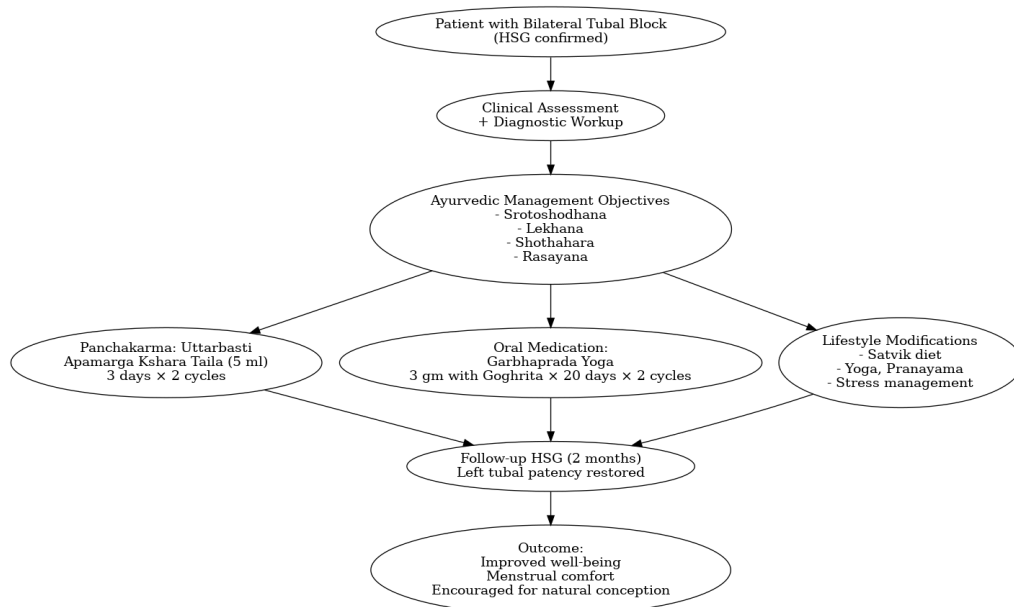 Patient with Bilateral Tubal Block
(HSG confirmed)
Clinical Assessment
+ Diagnostic Workup
Ayurvedic Management Objectives
- Srotoshodhana
- Lekhana
- Shothahara
- Rasayana
Panchakarma: Uttarbasti
Apamarga Kshara Taila (5 ml)
3 days × 2 cycles
Oral Medication:
Garbhaprada Yoga
3 gm with Goghrita × 20 days × 2 cycles
Lifestyle Modifications
- Satvik diet
- Yoga, Pranayama
- Stress management
Follow-up HSG (2 months)
Left tubal patency restored
Outcome:
Improved well-being
Menstrual comfort
Encouraged for natural conception